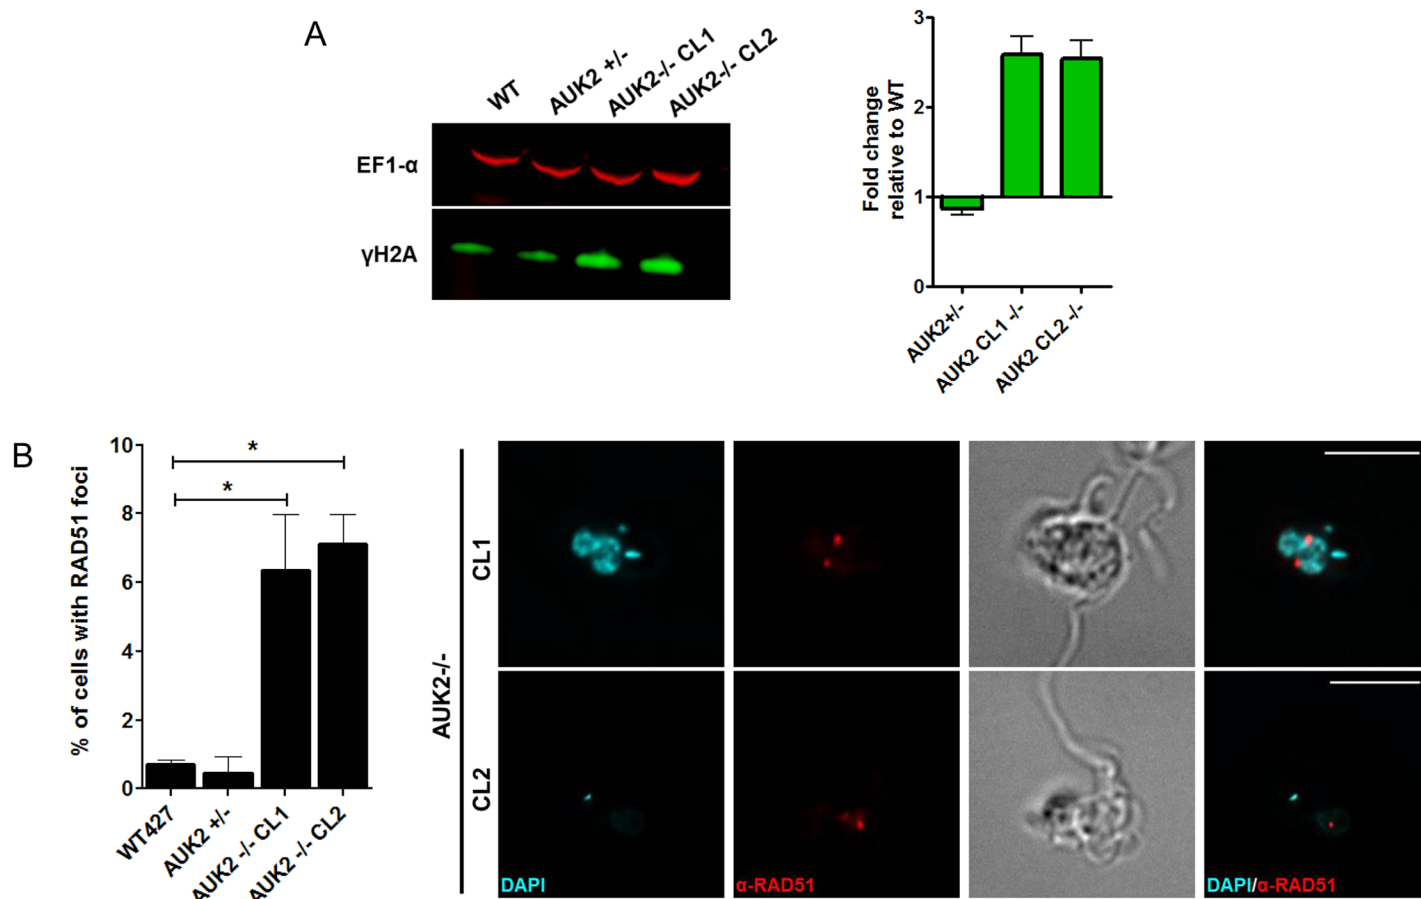 A
WT
AUK2 +/-
AUK2-/- CL1
AUK2-/- CL2
EF1-α
γH2A
Fold change
relative to WT
3
2
1
0
AUK2+/-
AUK2 CL1 -/-
AUK2 CL2 -/-
B
% of cells with RAD51 foci
10
8
6
4
2
0
*
*
WT427
AUK2 +/-
AUK2 -/- CL1
AUK2 -/- CL2
AUK2-/-
CL1
CL2
DAPI
α-RAD51
DAPI/α-RAD51